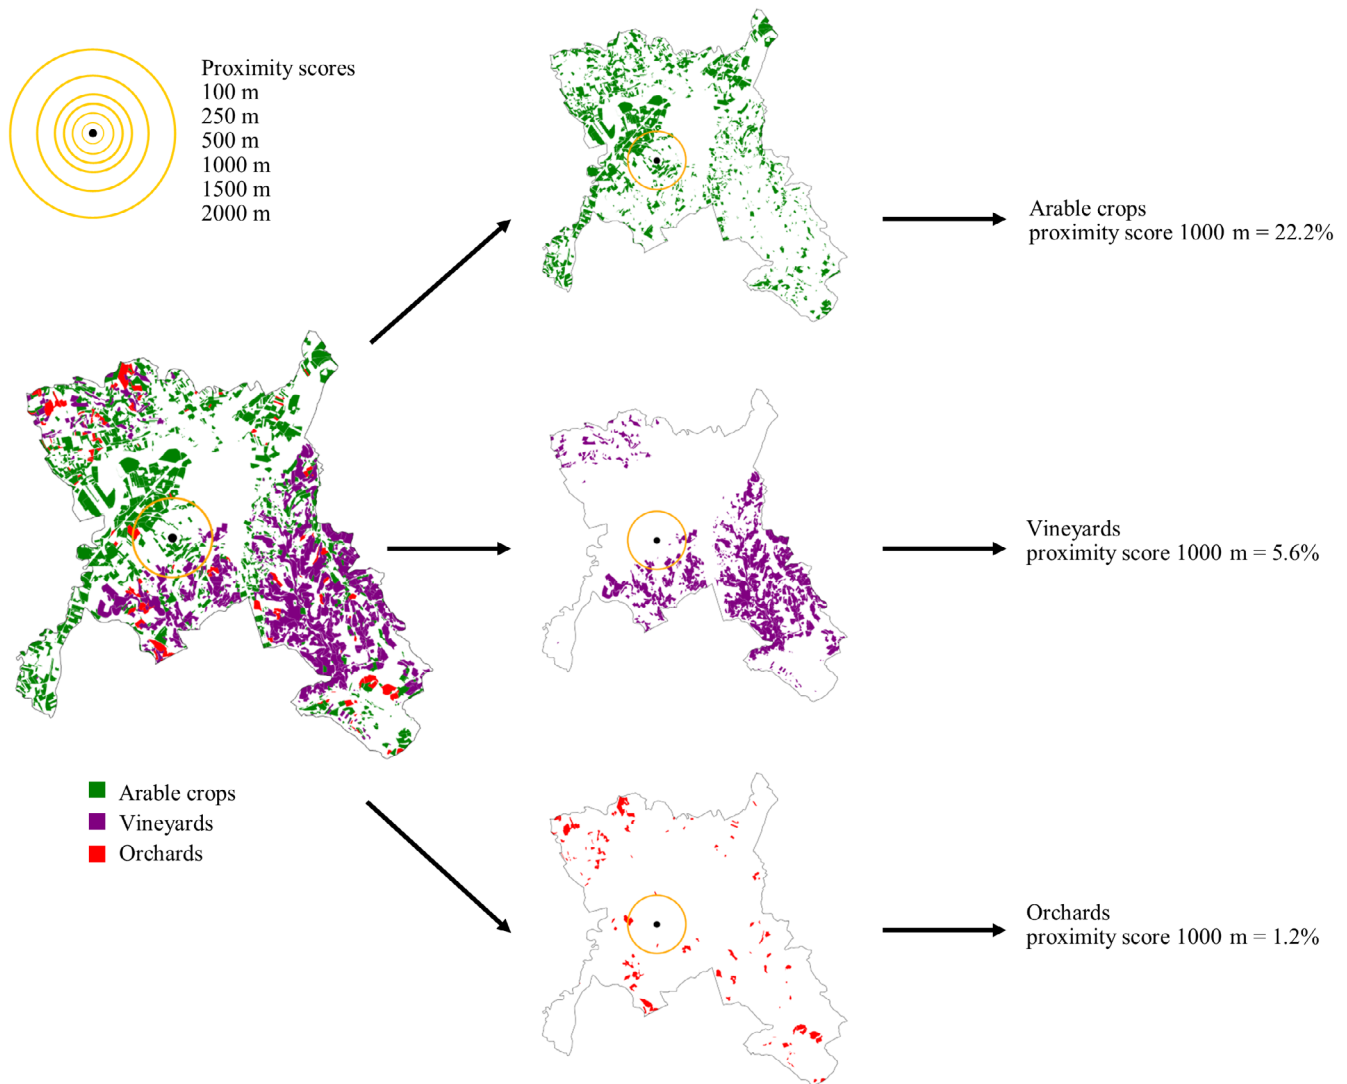 Proximity scores
100 m
250 m
500 m
1000 m
1500 m
2000 m
Arable crops
proximity score 1000 m = 22.2%
Vineyards
proximity score 1000 m = 5.6%
Arable crops
Vineyards
Orchards
Orchards
proximity score 1000 m = 1.2%